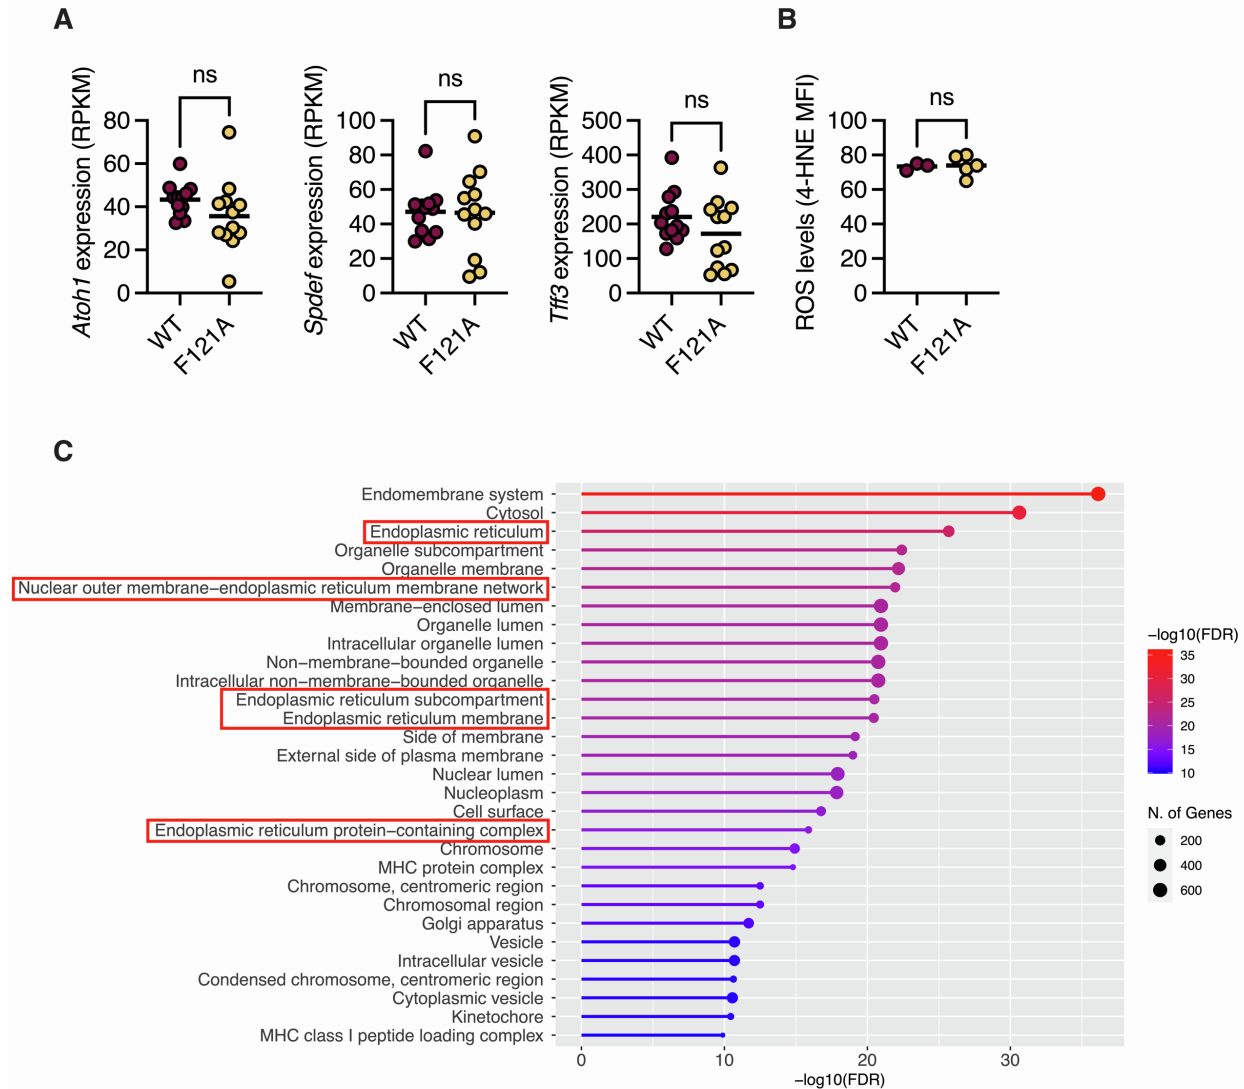 A
B
ns
ns
ns
ns
Atoh1 expression (RPKM)
80
60
40
20
0
WT
F121A
Spdef expression (RPKM)
100
80
60
40
20
0
WT
F121A
Tff3 expression (RPKM)
500
400
300
200
100
0
WT
F121A
ROS levels (4-HNE MFI)
100
80
60
40
20
0
WT
F121A
C
Endomembrane system
Cytosol
Endoplasmic reticulum
Organelle subcompartment
Organelle membrane
Nuclear outer membrane−endoplasmic reticulum membrane network
Membrane−enclosed lumen
Organelle lumen
Intracellular organelle lumen
Non−membrane−bounded organelle
Intracellular non−membrane−bounded organelle
Endoplasmic reticulum subcompartment
Endoplasmic reticulum membrane
Side of membrane
External side of plasma membrane
Nuclear lumen
Nucleoplasm
Cell surface
Endoplasmic reticulum protein−containing complex
Chromosome
MHC protein complex
Chromosome, centromeric region
Chromosomal region
Golgi apparatus
Vesicle
Intracellular vesicle
Condensed chromosome, centromeric region
Cytoplasmic vesicle
Kinetochore
MHC class I peptide loading complex
0
10
20
30
−log10(FDR)
−log10(FDR)
35
30
25
20
15
10
N. of Genes
200
400
600